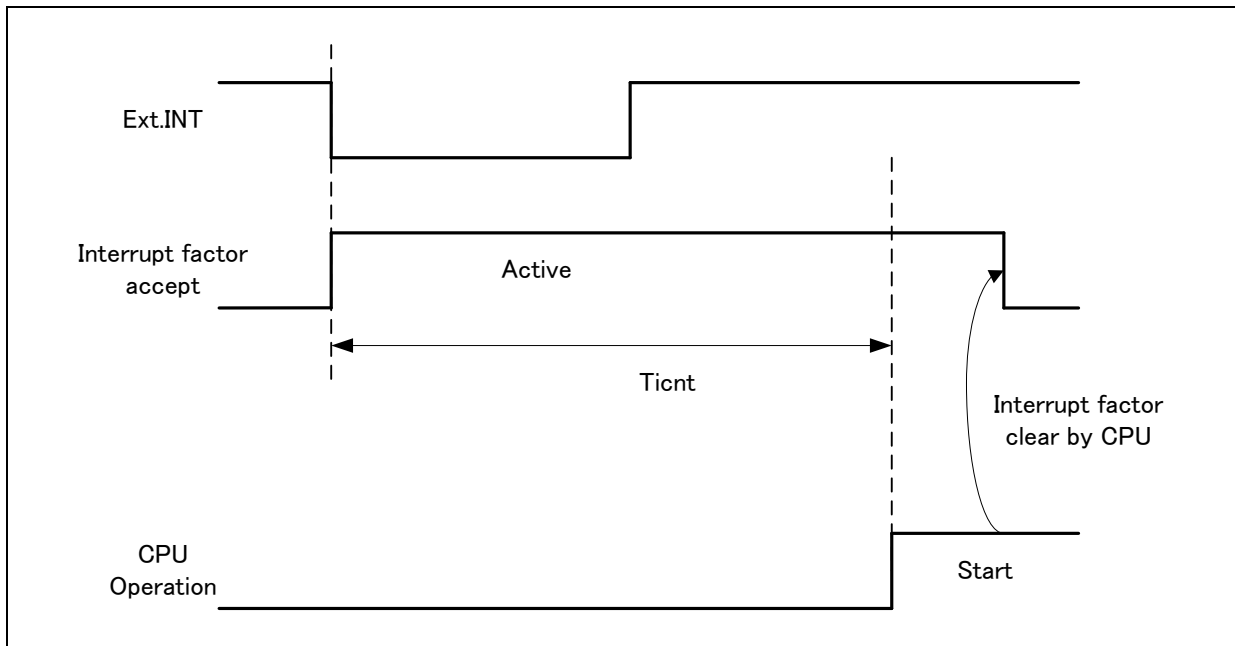 Ext.INT
Interrupt factor
accept
Active
Ticnt
Interrupt factor
clear by CPU
CPU
Operation
Start